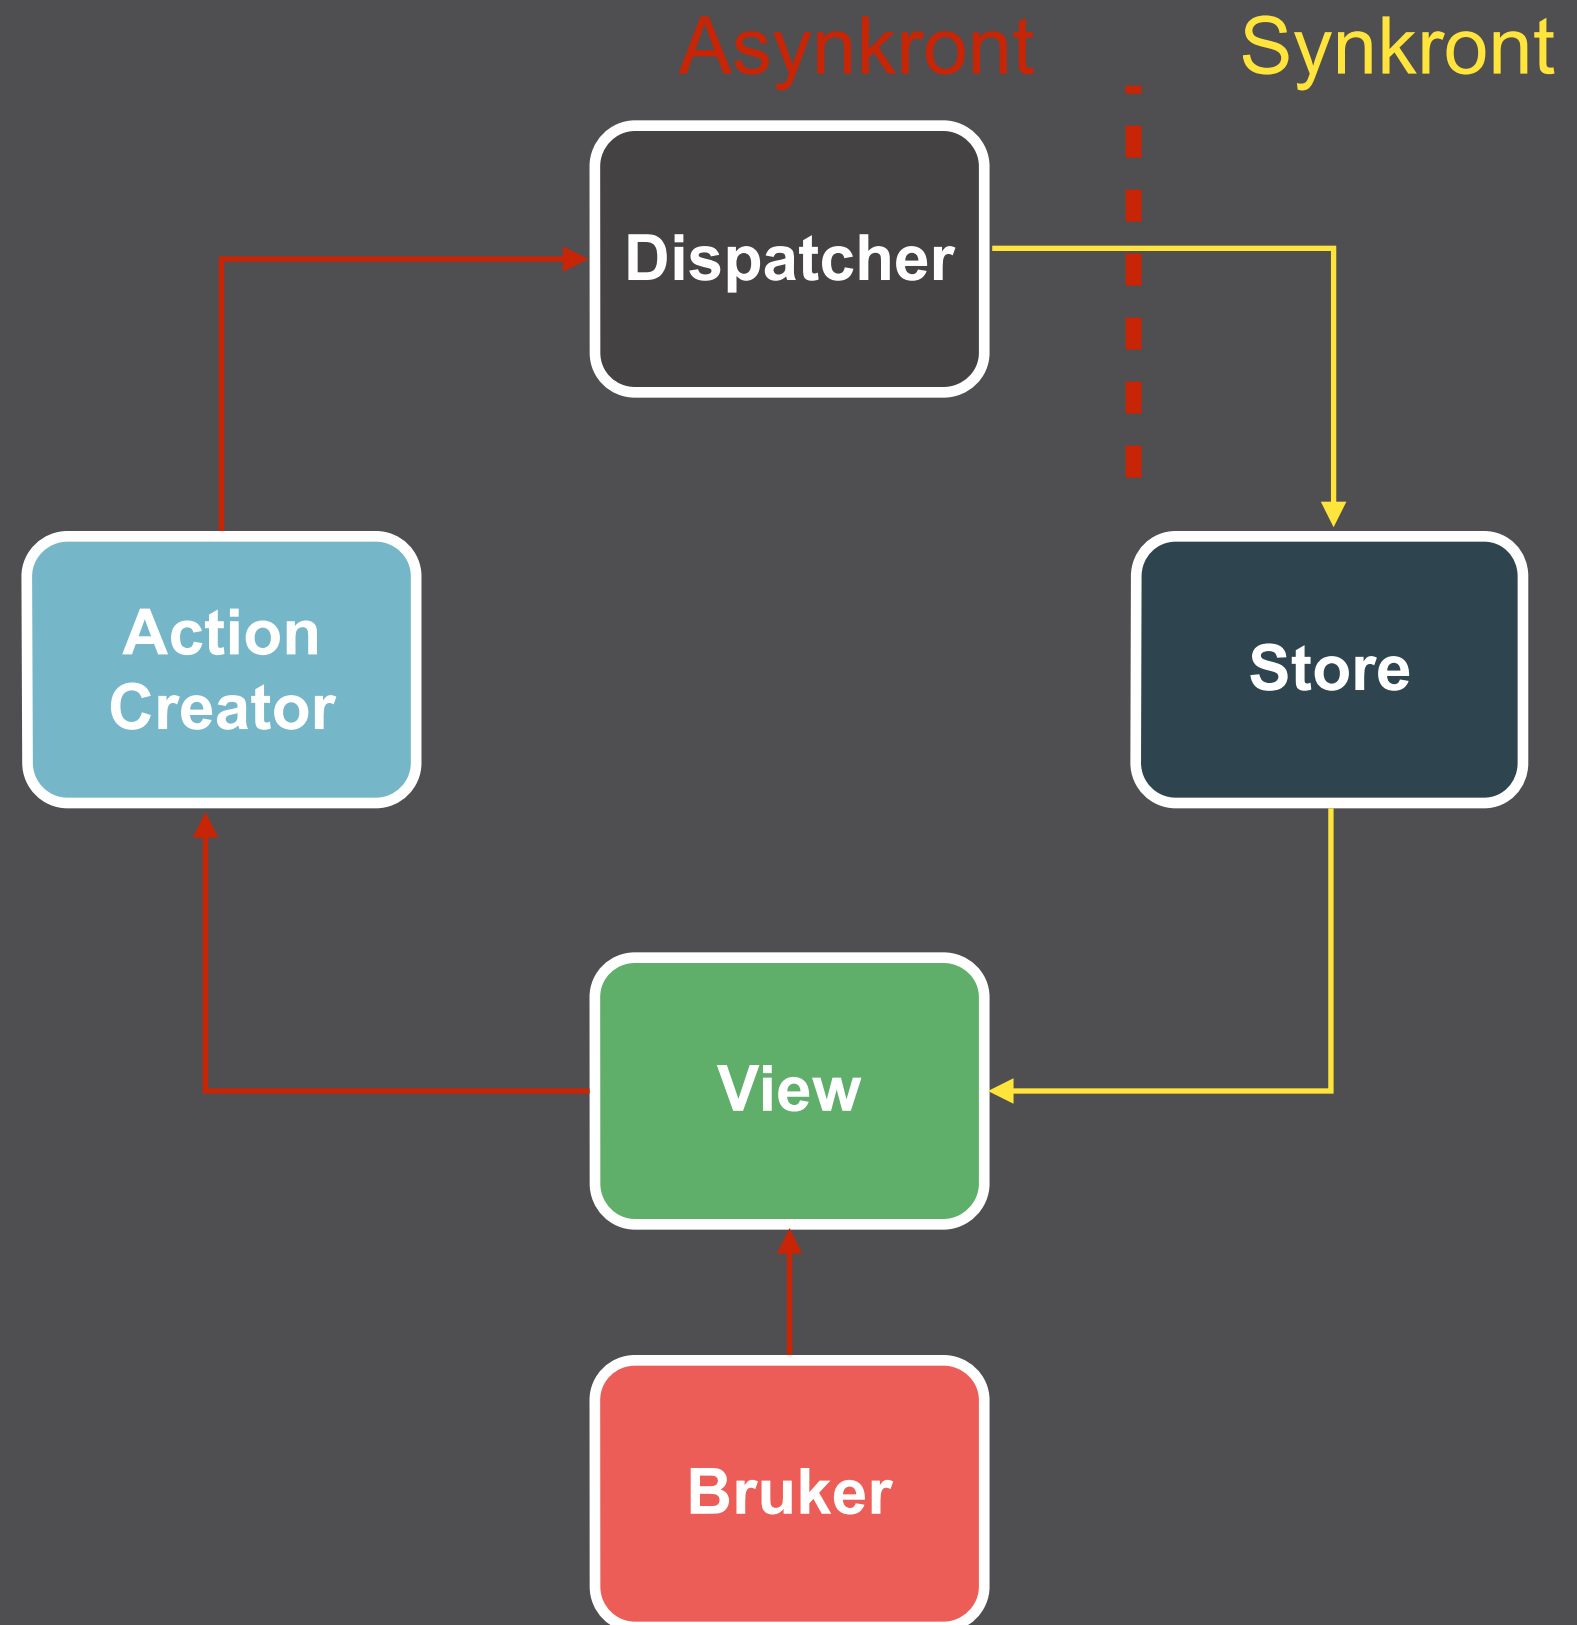 Asynkront
Synkront
Dispatcher
Action
Creator
Store
View
Bruker